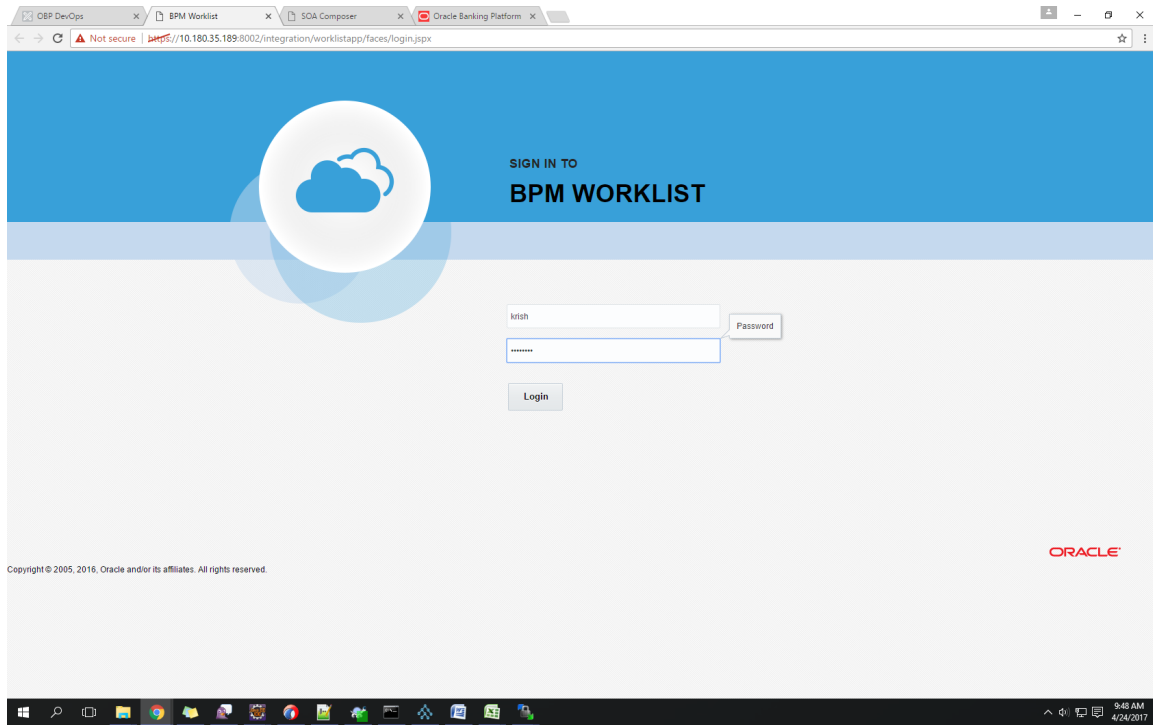 OBP DevOps
BPM Worklist
SOA Composer
Oracle Banking Platform
Not secure
https://10.180.35.189:8002/integration/worklistapp/faces/login.jspx
SIGN IN TO
BPM WORKLIST
krish
Password
••••••••
Login
ORACLE
Copyright © 2005, 2016, Oracle and/or its affiliates. All rights reserved.
9:48 AM
4/24/2017